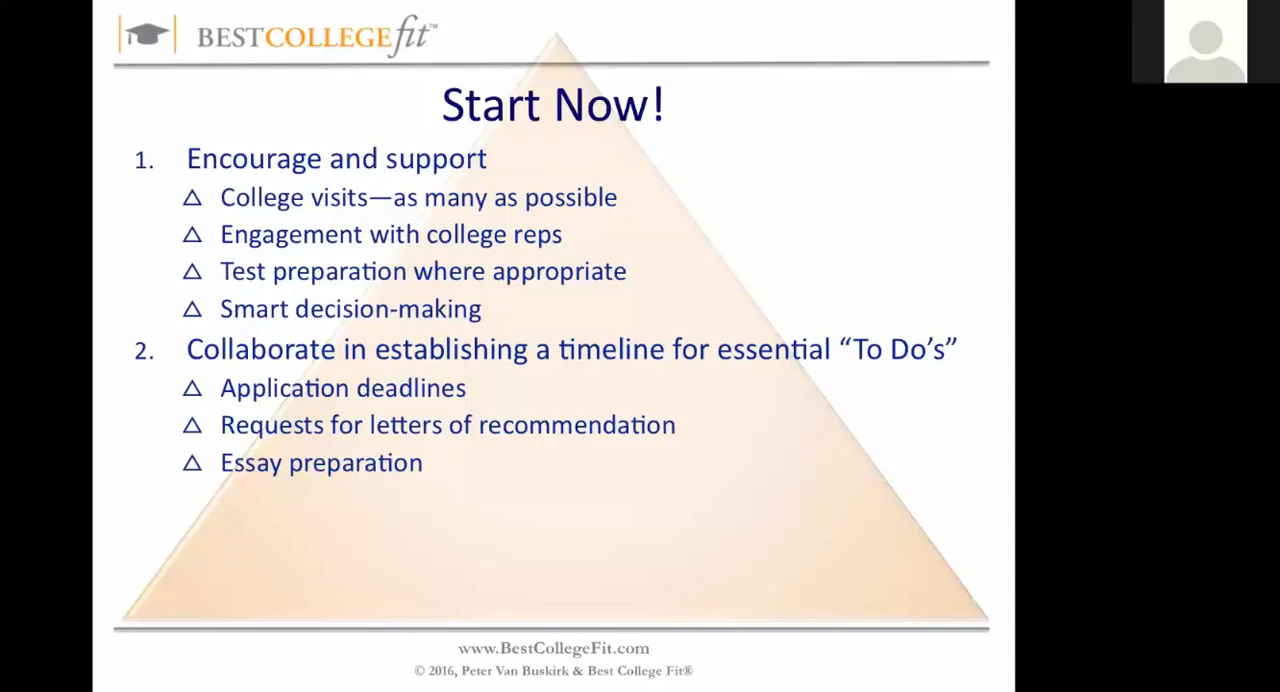 BESTCOLLEGEfit™
Start Now!
1. Encourage and support
△ College visits—as many as possible
△ Engagement with college reps
△ Test preparation where appropriate
△ Smart decision-making
2. Collaborate in establishing a timeline for essential “To Do’s”
△ Application deadlines
△ Requests for letters of recommendation
△ Essay preparation
www.BestCollegeFit.com
© 2016, Peter Van Buskirk & Best College Fit®